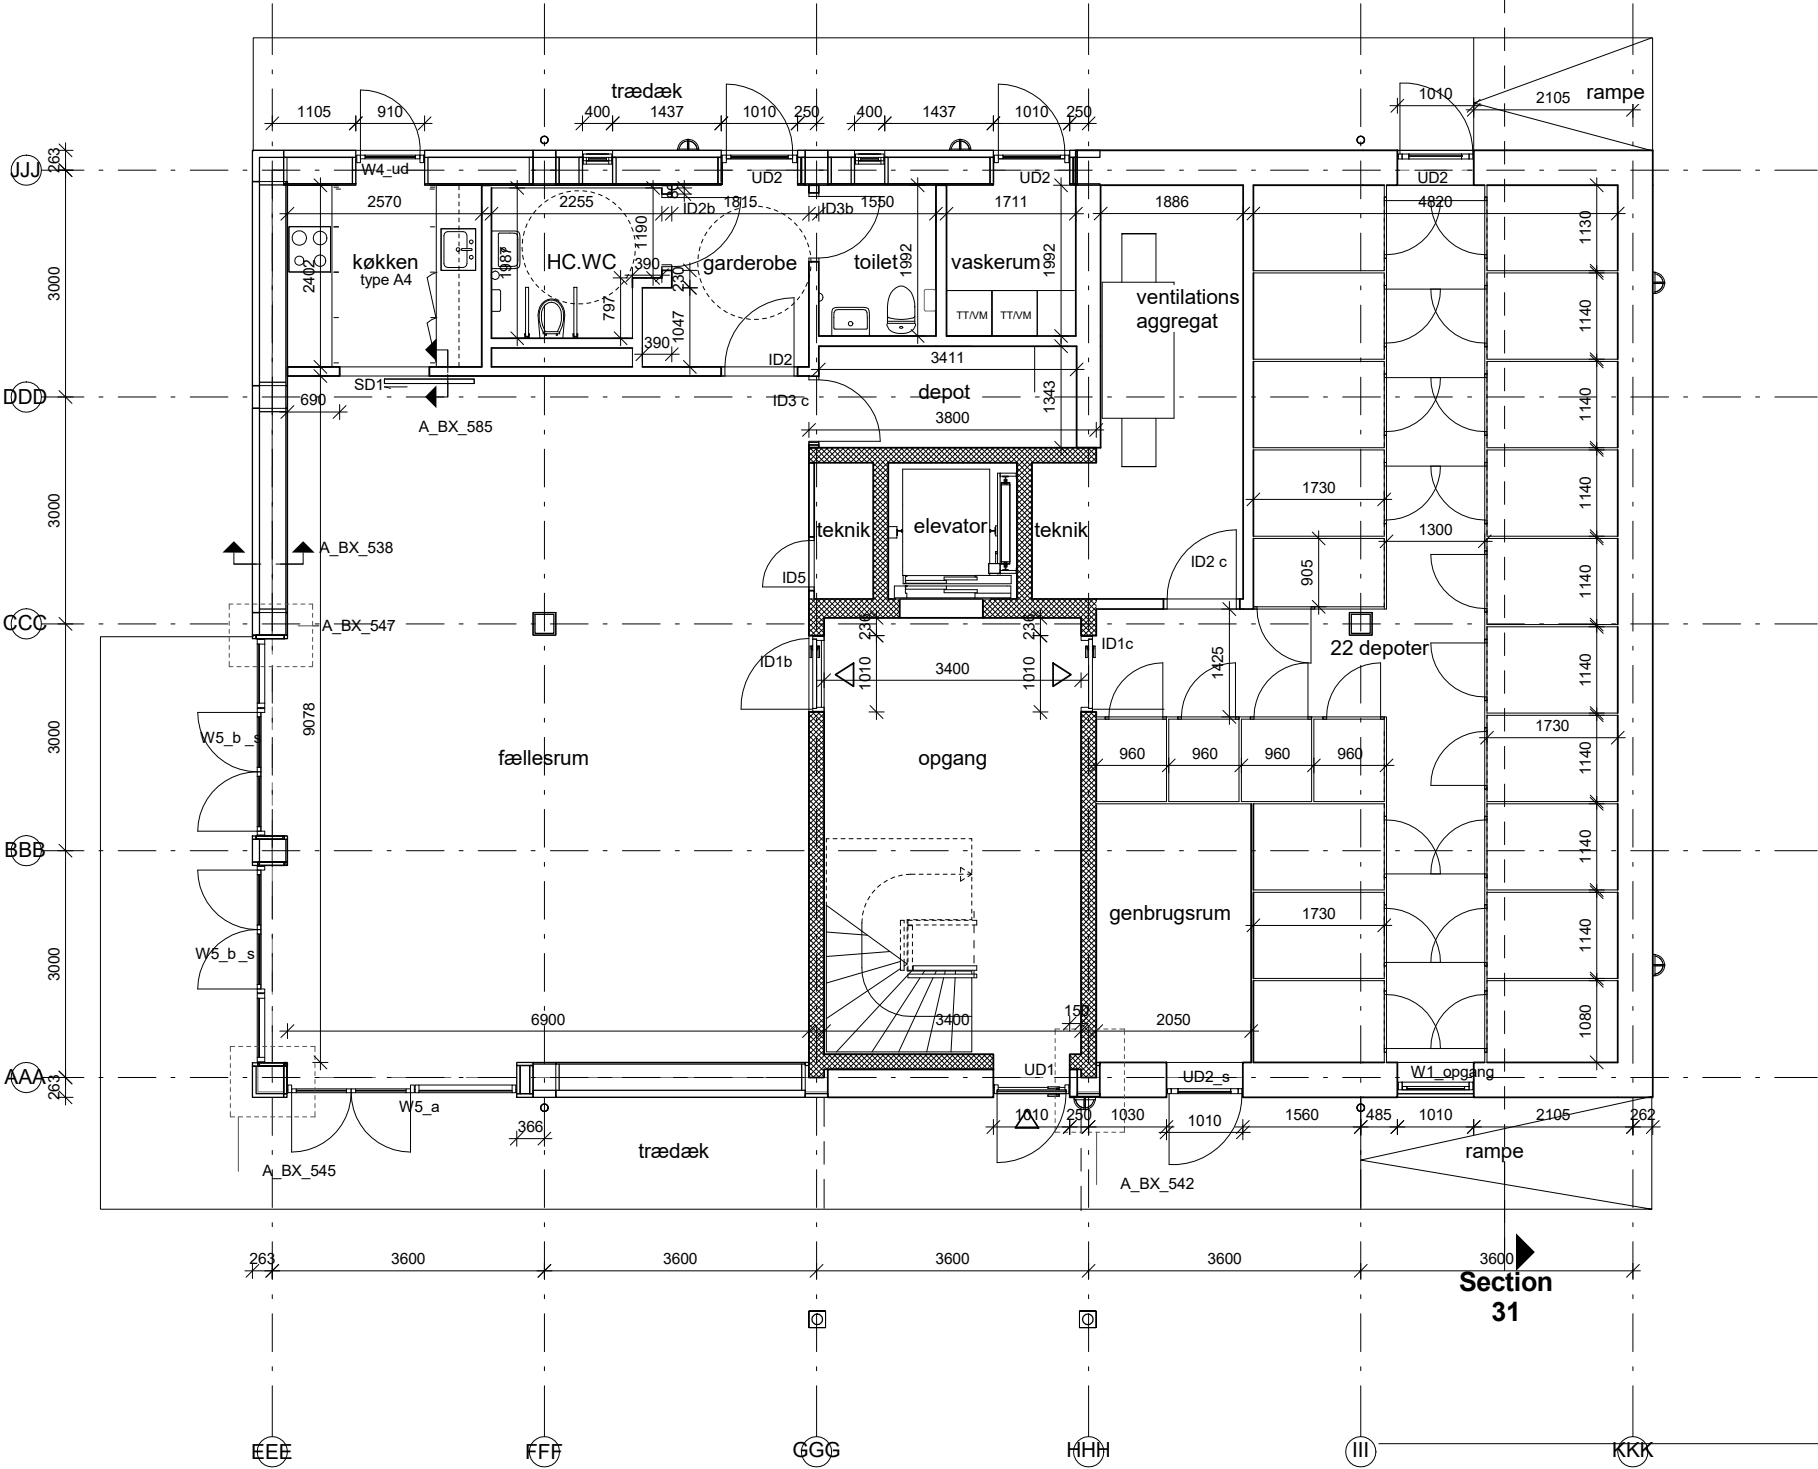 trædæk
rampe
1105
910
400
1437
1010
250
400
1437
1010
250
1010
2105
JJJ
263
W4_ud
UD2
UD2
UD2
2570
2255
ID2b
1815
ID3b
1550
1711
1886
4820
1130
3000
2402
køkken
type A4
1987
HC.WC
1190
390
230
garderobe
toilet
1992
vaskerum
1992
ventilations
aggregat
1140
797
1047
390
TT/VM
TT/VM
ID2
3411
SD1
690
DDD
ID3 c
depot
1343
3800
1140
A_BX_585
3000
1730
1140
teknik
elevator
teknik
1300
A_BX_538
ID5
ID2 c
905
1140
CCC
A_BX_547
236
236
ID1b
1010
3400
1010
ID1c
1425
22 depoter
1140
3000
9078
W5_b_s
fællesrum
opgang
960
960
960
960
1730
1140
BBB
1140
3000
W5_b_s
genbrugsrum
1730
1140
6900
3400
150
2050
1080
AAA
263
UD1
UD2_s
W1_opgang
W5_a
366
1010
250
1030
1010
1560
485
1010
2105
262
trædæk
rampe
A_BX_545
A_BX_542
263
3600
3600
3600
3600
3600
Section
31
EEE
FFF
GGG
HHH
III
KKK